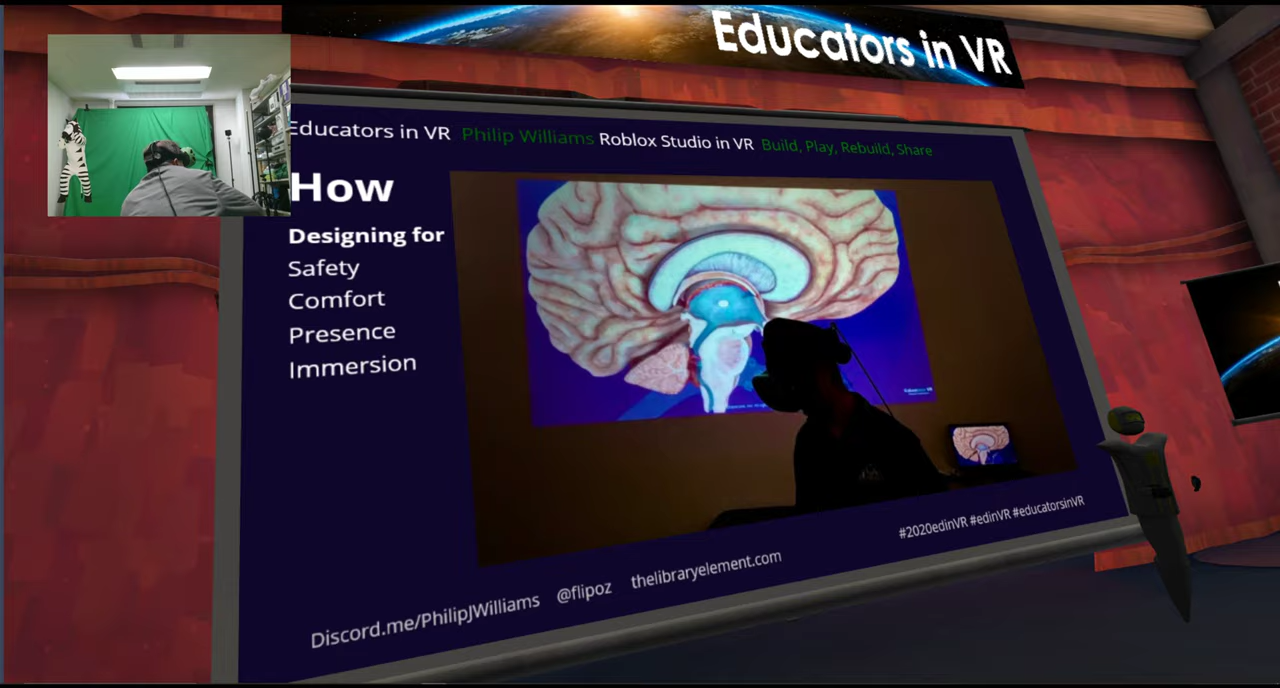 Educators in VR
Educators in VR Philip Williams Roblox Studio in VR Build, Play, Rebuild, Share
How
Designing for
Safety
Comfort
Presence
Immersion
#2020edinVR #edinVR #educatorsinVR
Discord.me/PhilipJWilliams @flipoz thelibraryelement.com